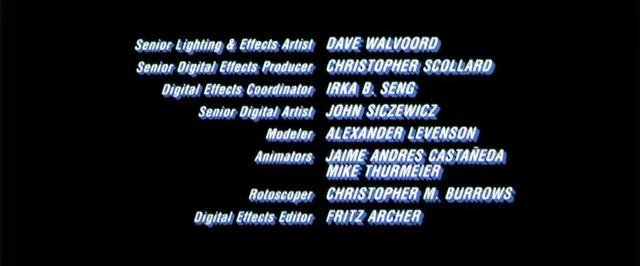 Senior Lighting & Effects Artist DAVE WALVOORD
Senior Digital Effects Producer CHRISTOPHER SCOLLARD
Digital Effects Coordinator IRKA B. SENG
Senior Digital Artist JOHN SICZEWICZ
Modeler ALEXANDER LEVENSON
Animators JAIME ANDRES CASTAÑEDA
MIKE THURMEIER
Rotoscoper CHRISTOPHER M. BURROWS
Digital Effects Editor FRITZ ARCHER